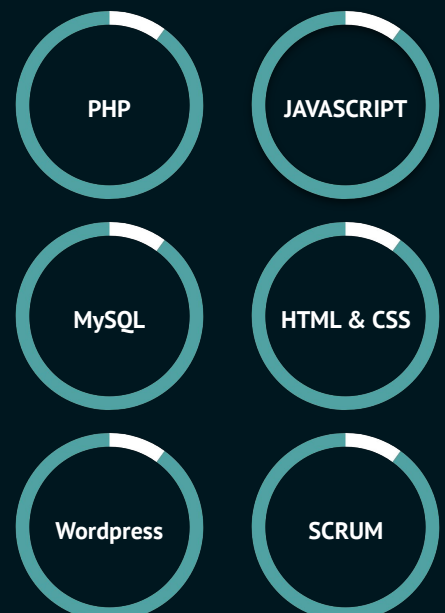 PHP
JAVASCRIPT
MySQL
HTML & CSS
Wordpress
SCRUM